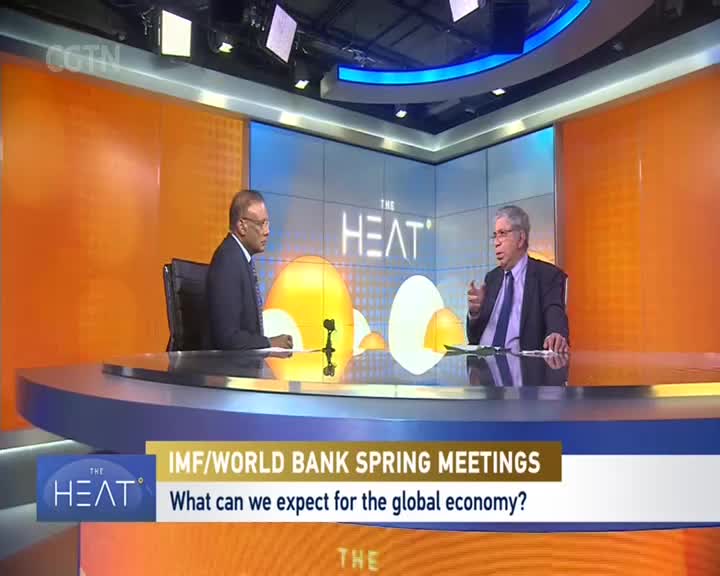 CGTN
THE
HEAT°
IMF/WORLD BANK SPRING MEETINGS
THE
HEAT°
What can we expect for the global economy?
THE